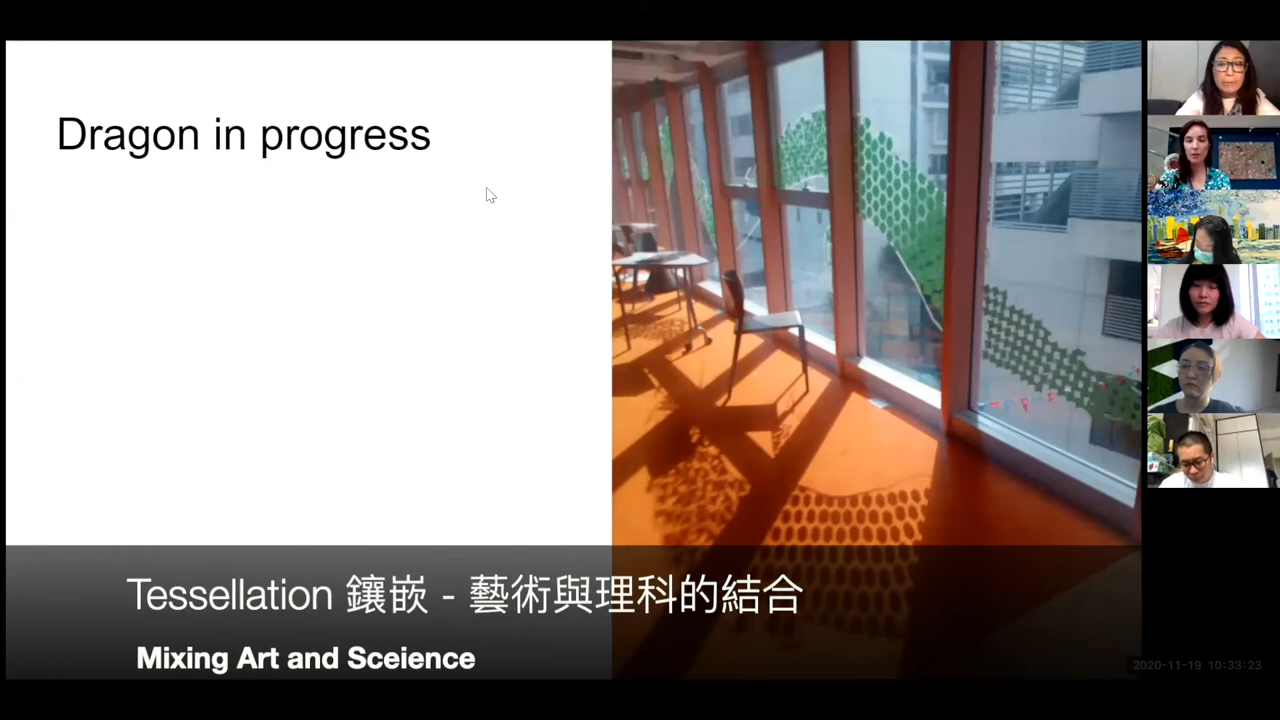 Dragon in progress
Tessellation 鑲嵌 - 藝術與理科的結合
Mixing Art and Sceience
2020-11-19 10:33:23